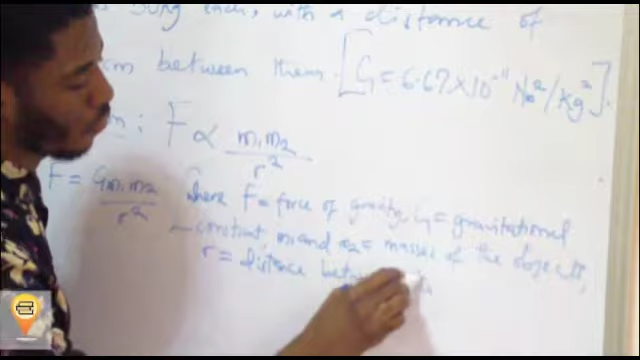 50kg each, with a distance of
cm between them. [G = 6.67 × 10⁻¹¹ Nm²/kg²].
n: F ∝ m₁m₂/r²
F = Gm₁m₂/r² where F = force of gravity, G = gravitational
constant m₁ and m₂ = masses of the objects,
r = distance